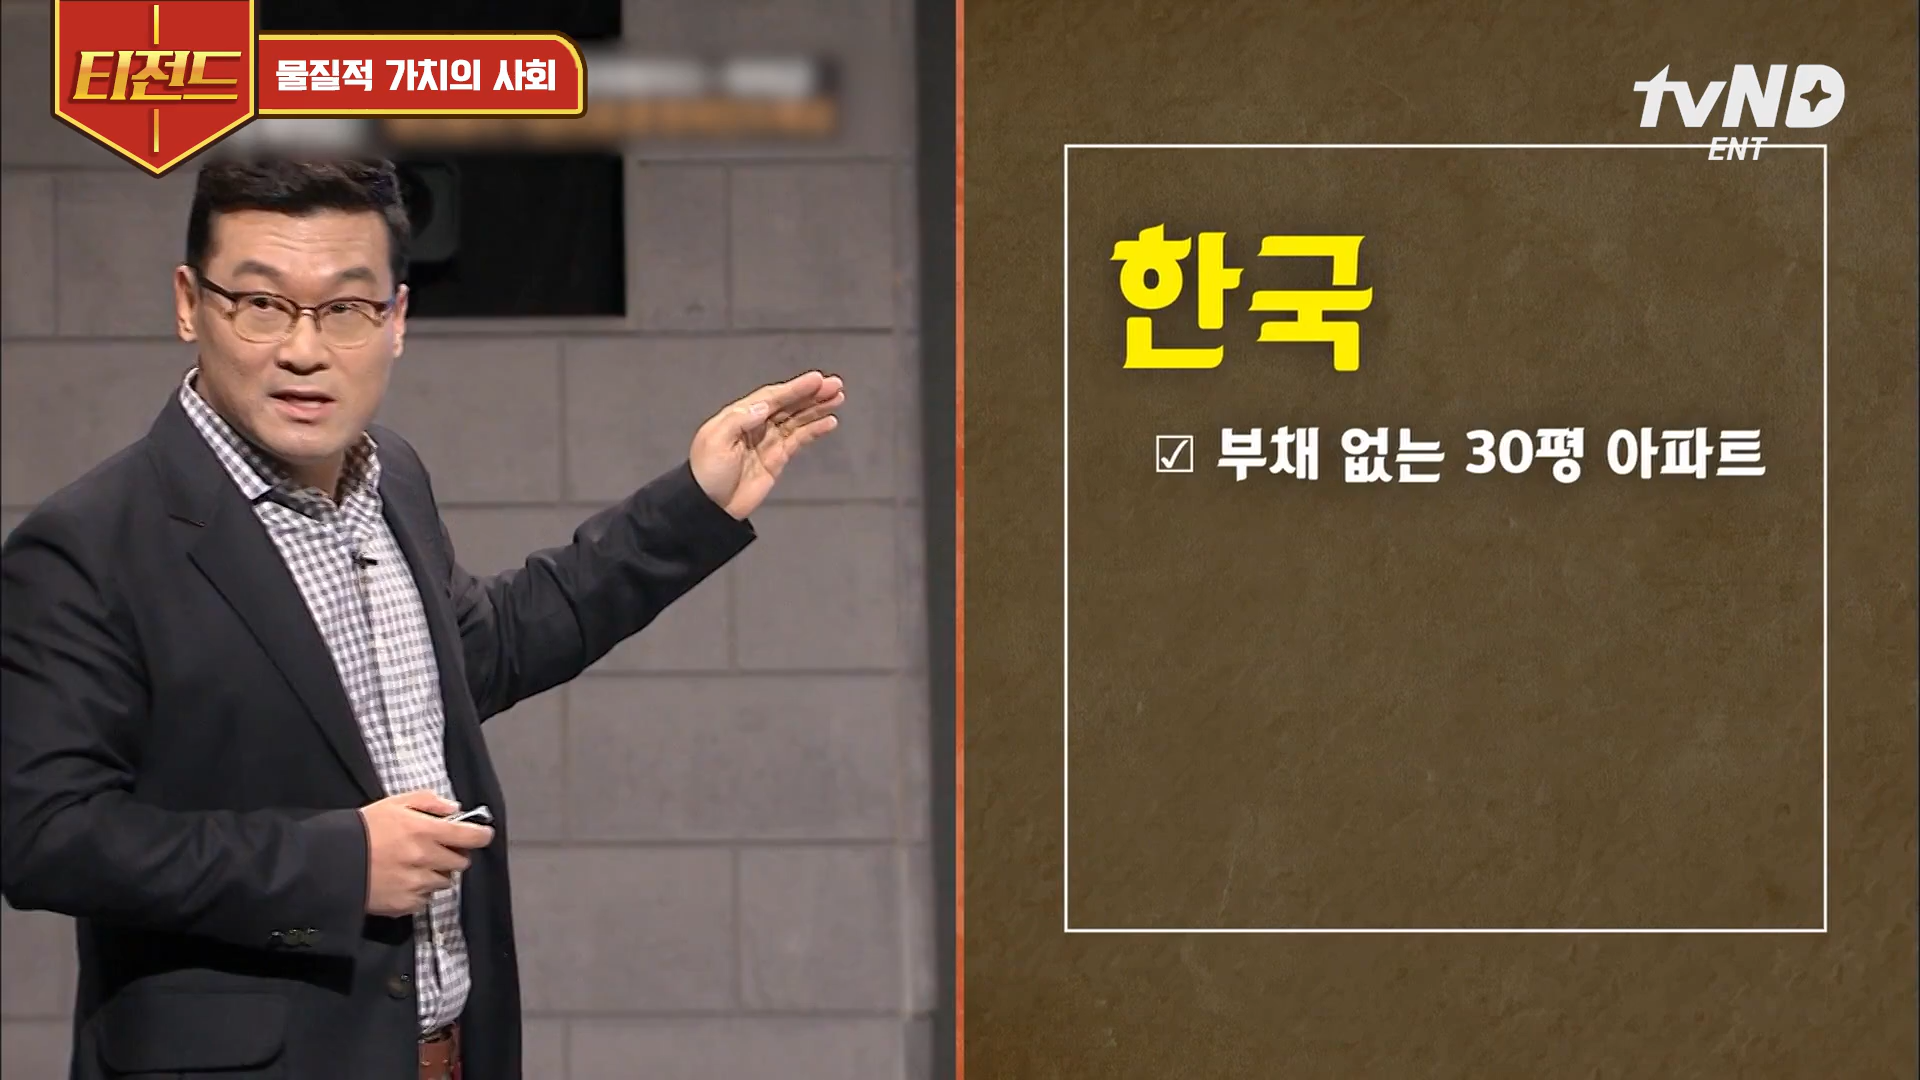 티전드
물질적 가치의 사회
tvND
ENT
한국
☑ 부채 없는 30평 아파트